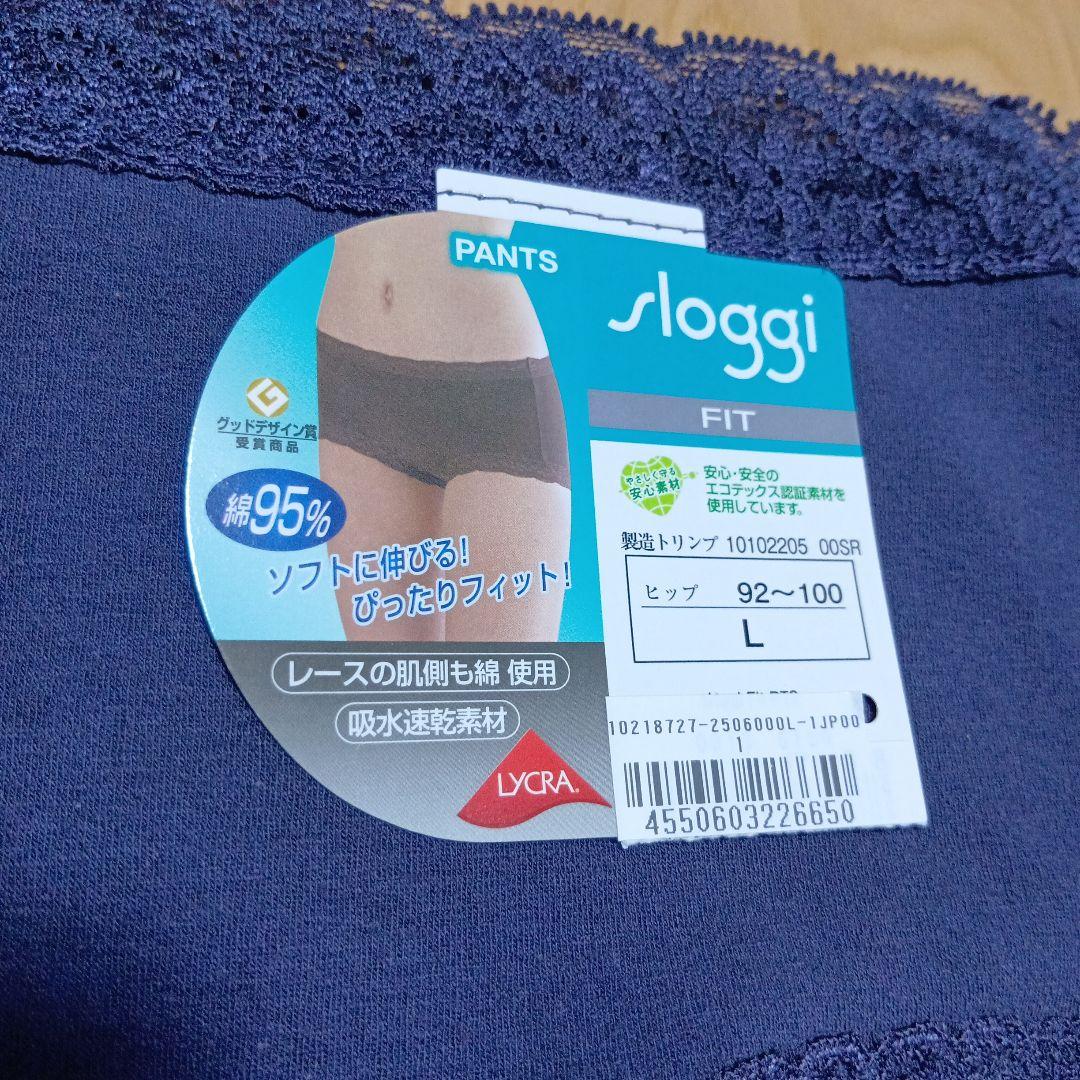 PANTS
sloggi
FIT
グッドデザイン賞
受賞商品
綿95%
ソフトに伸びる!
ぴったりフィット!
レースの肌側も綿 使用
吸水速乾素材
LYCRA®
やさしく守る
安心素材
安心・安全の
エコテックス認証素材を
使用しています。
製造トリンプ 10102205 00SR
ヒップ 92～100
L
10218727-2506000L-1JP00
1
4550603226650